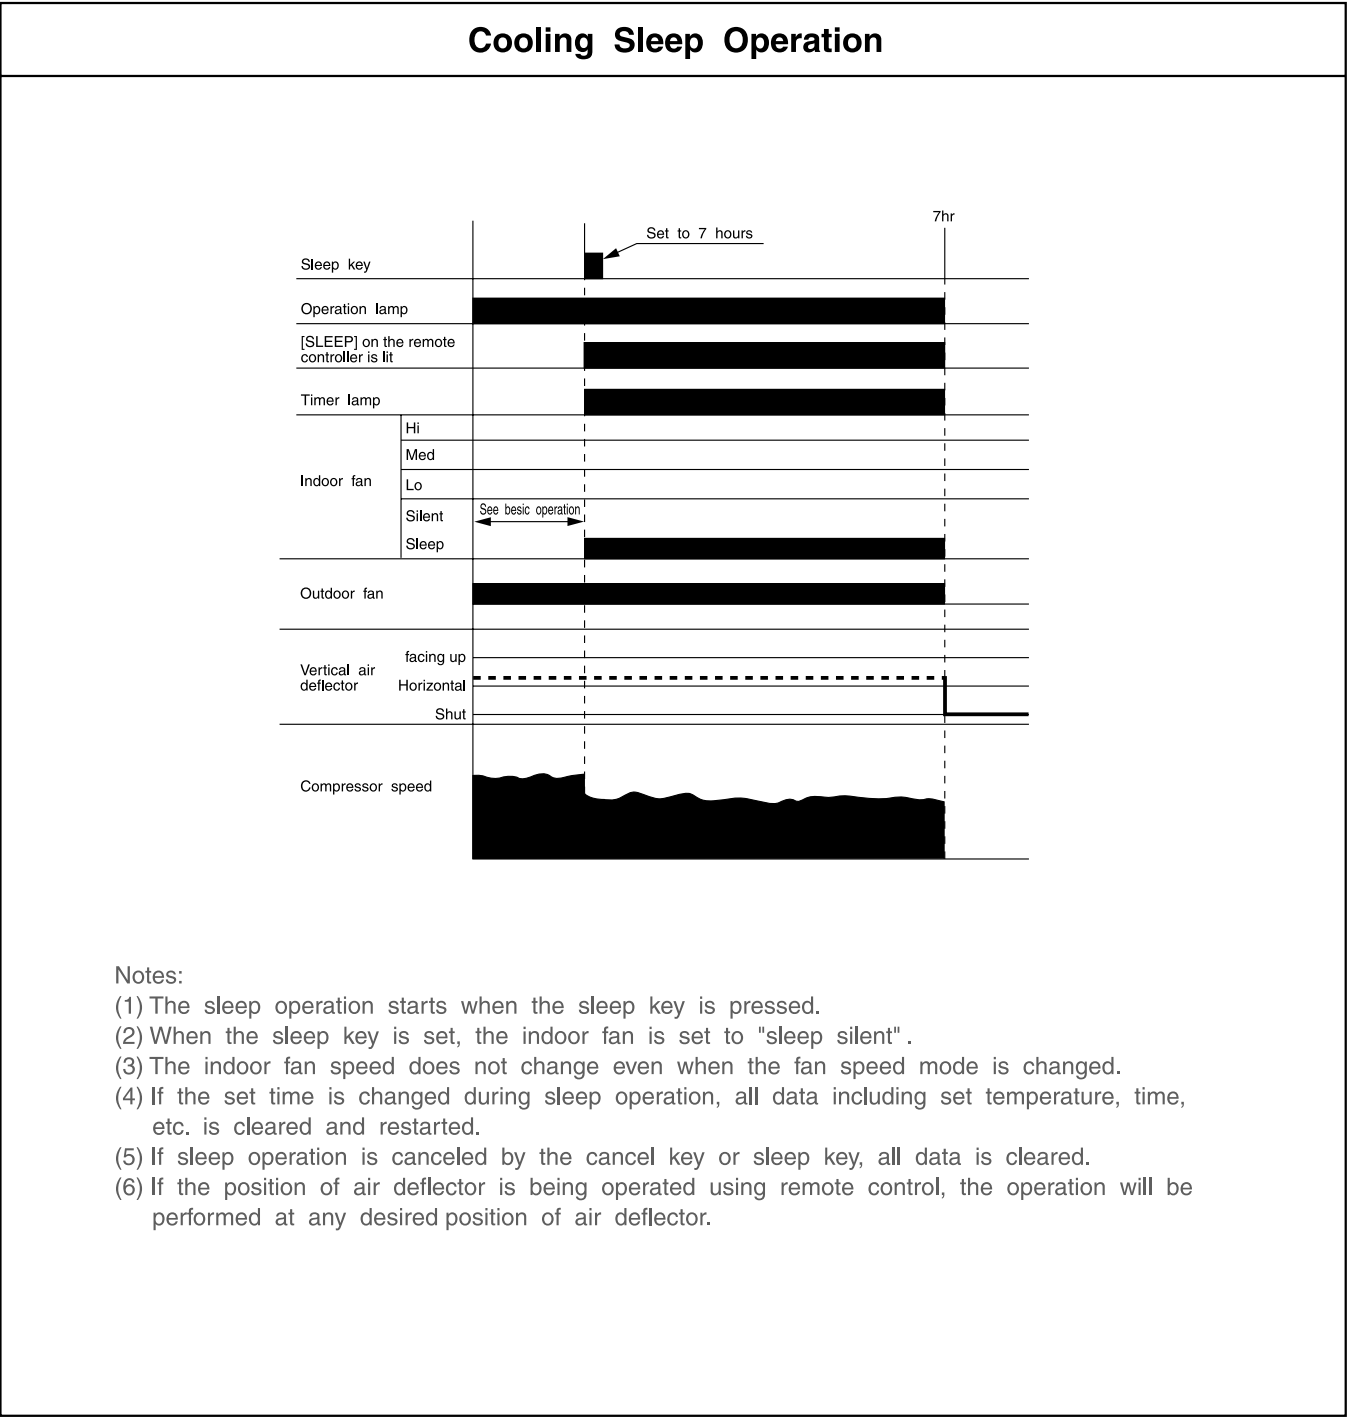 Cooling Sleep Operation
7hr
Set to 7 hours
Sleep key
Operation lamp
[SLEEP] on the remote
controller is lit
Timer lamp
Hi
Med
Indoor fan
Lo
Silent
See besic operation
Sleep
Outdoor fan
facing up
Vertical air
deflector
Horizontal
Shut
Compressor speed
Notes:
(1) The sleep operation starts when the sleep key is pressed.
(2) When the sleep key is set, the indoor fan is set to "sleep silent".
(3) The indoor fan speed does not change even when the fan speed mode is changed.
(4) If the set time is changed during sleep operation, all data including set temperature, time,
etc. is cleared and restarted.
(5) If sleep operation is canceled by the cancel key or sleep key, all data is cleared.
(6) If the position of air deflector is being operated using remote control, the operation will be
performed at any desired position of air deflector.